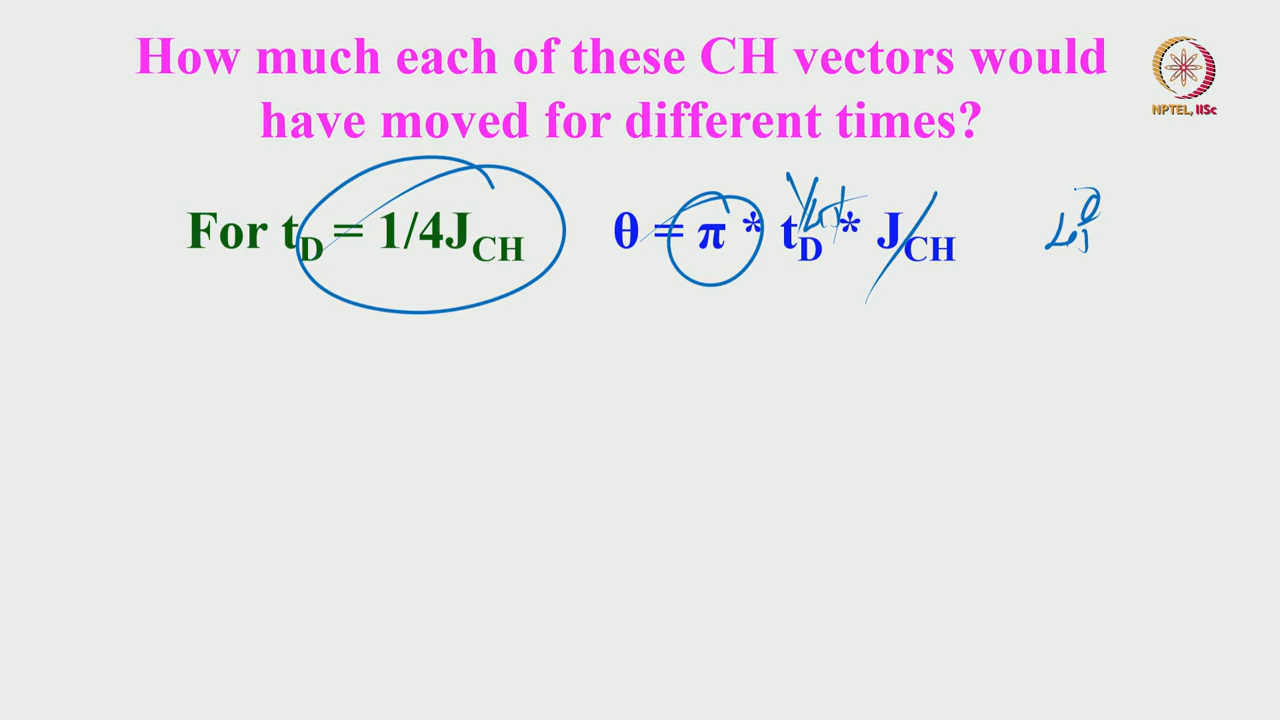 How much each of these CH vectors would
have moved for different times?
NPTEL, IISc
For tD = 1/4JCH θ = π * tD * JCH